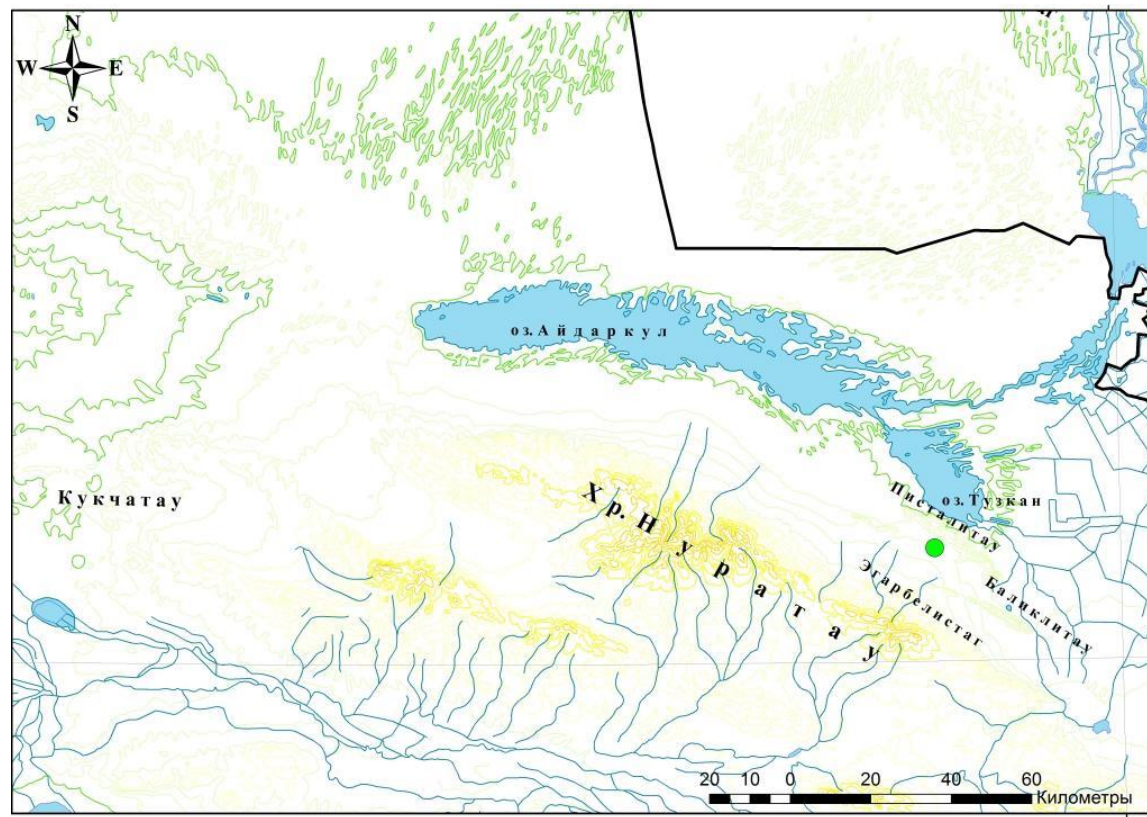 N
W E
S
оз. Айдаркул
Кукчатау
Хр. Нуратау
оз. Тузкан
Писталитау
Эгарбелистаг
Баликлитау
20 10 0 20 40 60
Километры